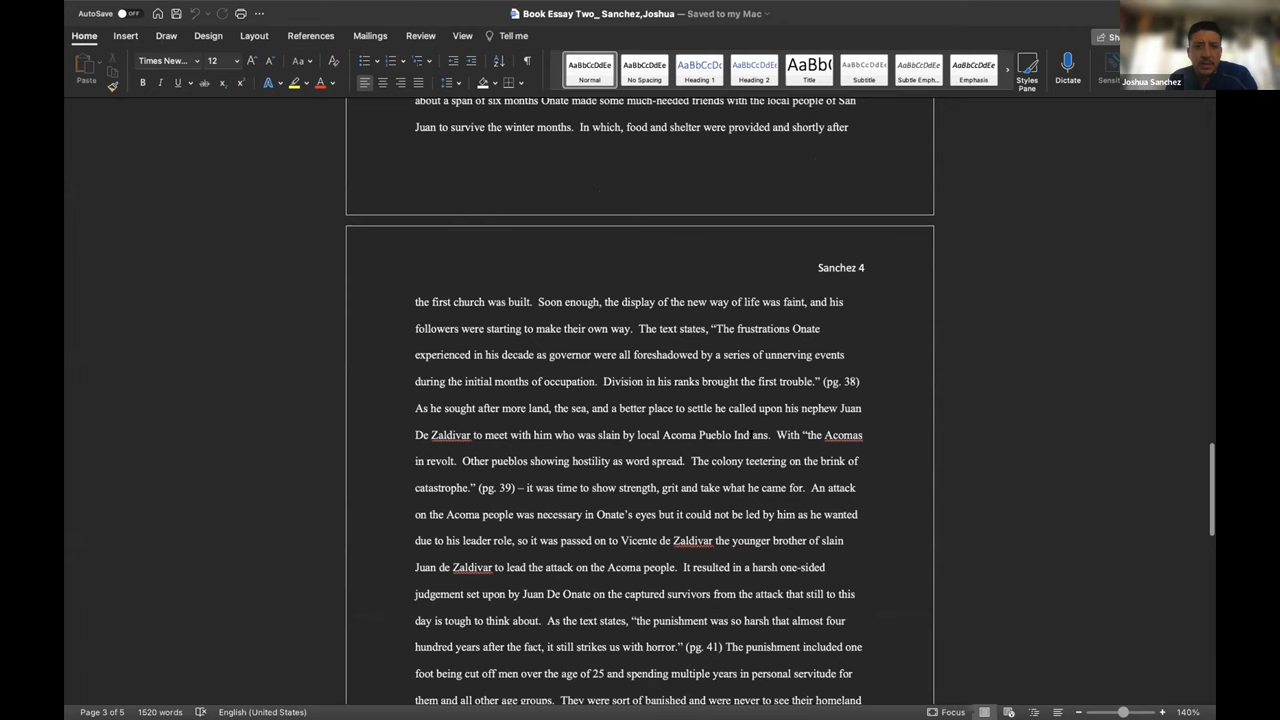 AutoSave OFF
Book Essay Two_ Sanchez,Joshua — Saved to my Mac
Home Insert Draw Design Layout References Mailings Review View Tell me
Sh
Joshua Sanchez
Paste
Times New... 12
AaBbCcDdEe AaBbCcDdEe AaBbCcDc AaBbCcDdE AaBb( AaBbCcDdEe AaBbCcDdEe AaBbCcDdEe
Normal No Spacing Heading 1 Heading 2 Title Subtitle Subtle Emph... Emphasis
Styles Pane
Dictate
Sensit
about a span of six months Onate made some much-needed friends with the local people of San
Juan to survive the winter months.  In which, food and shelter were provided and shortly after
Sanchez 4
the first church was built.  Soon enough, the display of the new way of life was faint, and his
followers were starting to make their own way.  The text states, “The frustrations Onate
experienced in his decade as governor were all foreshadowed by a series of unnerving events
during the initial months of occupation.  Division in his ranks brought the first trouble.” (pg. 38)
As he sought after more land, the sea, and a better place to settle he called upon his nephew Juan
De Zaldivar to meet with him who was slain by local Acoma Pueblo Indians.  With “the Acomas
in revolt.  Other pueblos showing hostility as word spread.  The colony teetering on the brink of
catastrophe.” (pg. 39) – it was time to show strength, grit and take what he came for.  An attack
on the Acoma people was necessary in Onate’s eyes but it could not be led by him as he wanted
due to his leader role, so it was passed on to Vicente de Zaldivar the younger brother of slain
Juan de Zaldivar to lead the attack on the Acoma people.  It resulted in a harsh one-sided
judgement set upon by Juan De Onate on the captured survivors from the attack that still to this
day is tough to think about.  As the text states, “the punishment was so harsh that almost four
hundred years after the fact, it still strikes us with horror.” (pg. 41) The punishment included one
foot being cut off men over the age of 25 and spending multiple years in personal servitude for
them and all other age groups.  They were sort of banished and were never to see their homeland
Page 3 of 5 1520 words English (United States) Focus 140%